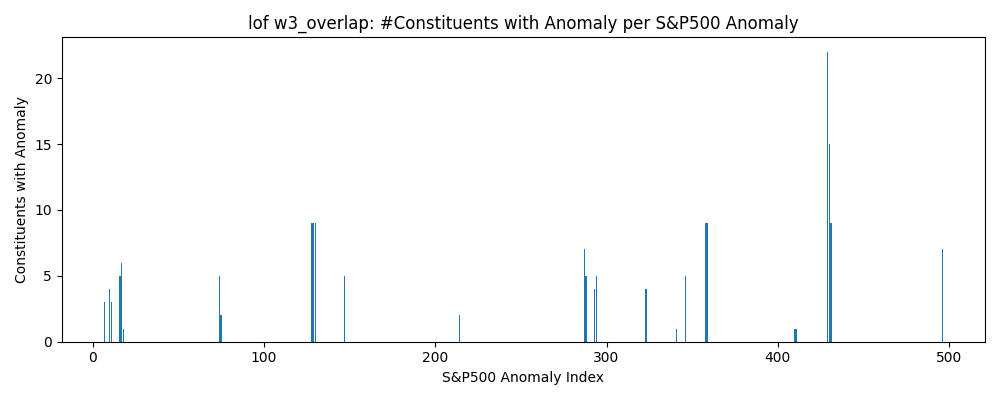 lof w3_overlap: #Constituents with Anomaly per S&P500 Anomaly
Constituents with Anomaly
20
15
10
5
0
0 100 200 300 400 500
S&P500 Anomaly Index